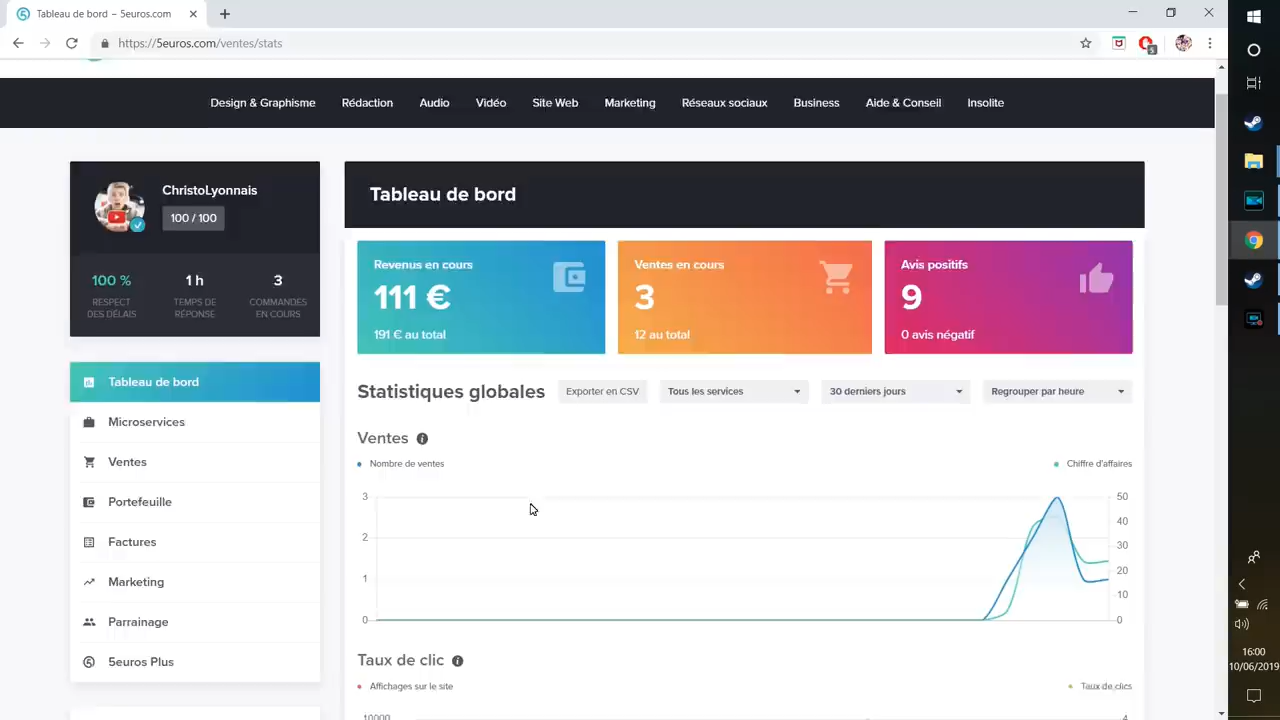 Tableau de bord – 5euros.com
https://5euros.com/ventes/stats
Design & Graphisme Rédaction Audio Vidéo Site Web Marketing Réseaux sociaux Business Aide & Conseil Insolite
ChristoLyonnais
100 / 100
100 % 1 h 3
RESPECT DES DÉLAIS
TEMPS DE RÉPONSE
COMMANDES EN COURS
Tableau de bord
Microservices
Ventes
Portefeuille
Factures
Marketing
Parrainage
5euros Plus
Tableau de bord
Revenus en cours
111 €
191 € au total
Ventes en cours
3
12 au total
Avis positifs
9
0 avis négatif
Statistiques globales Exporter en CSV Tous les services 30 derniers jours Regrouper par heure
Ventes
Nombre de ventes Chiffre d'affaires
3 50
40
2
30
20
1
10
0 0
Taux de clic
Affichages sur le site Taux de clics
10000 4
5
16:00
10/06/2019